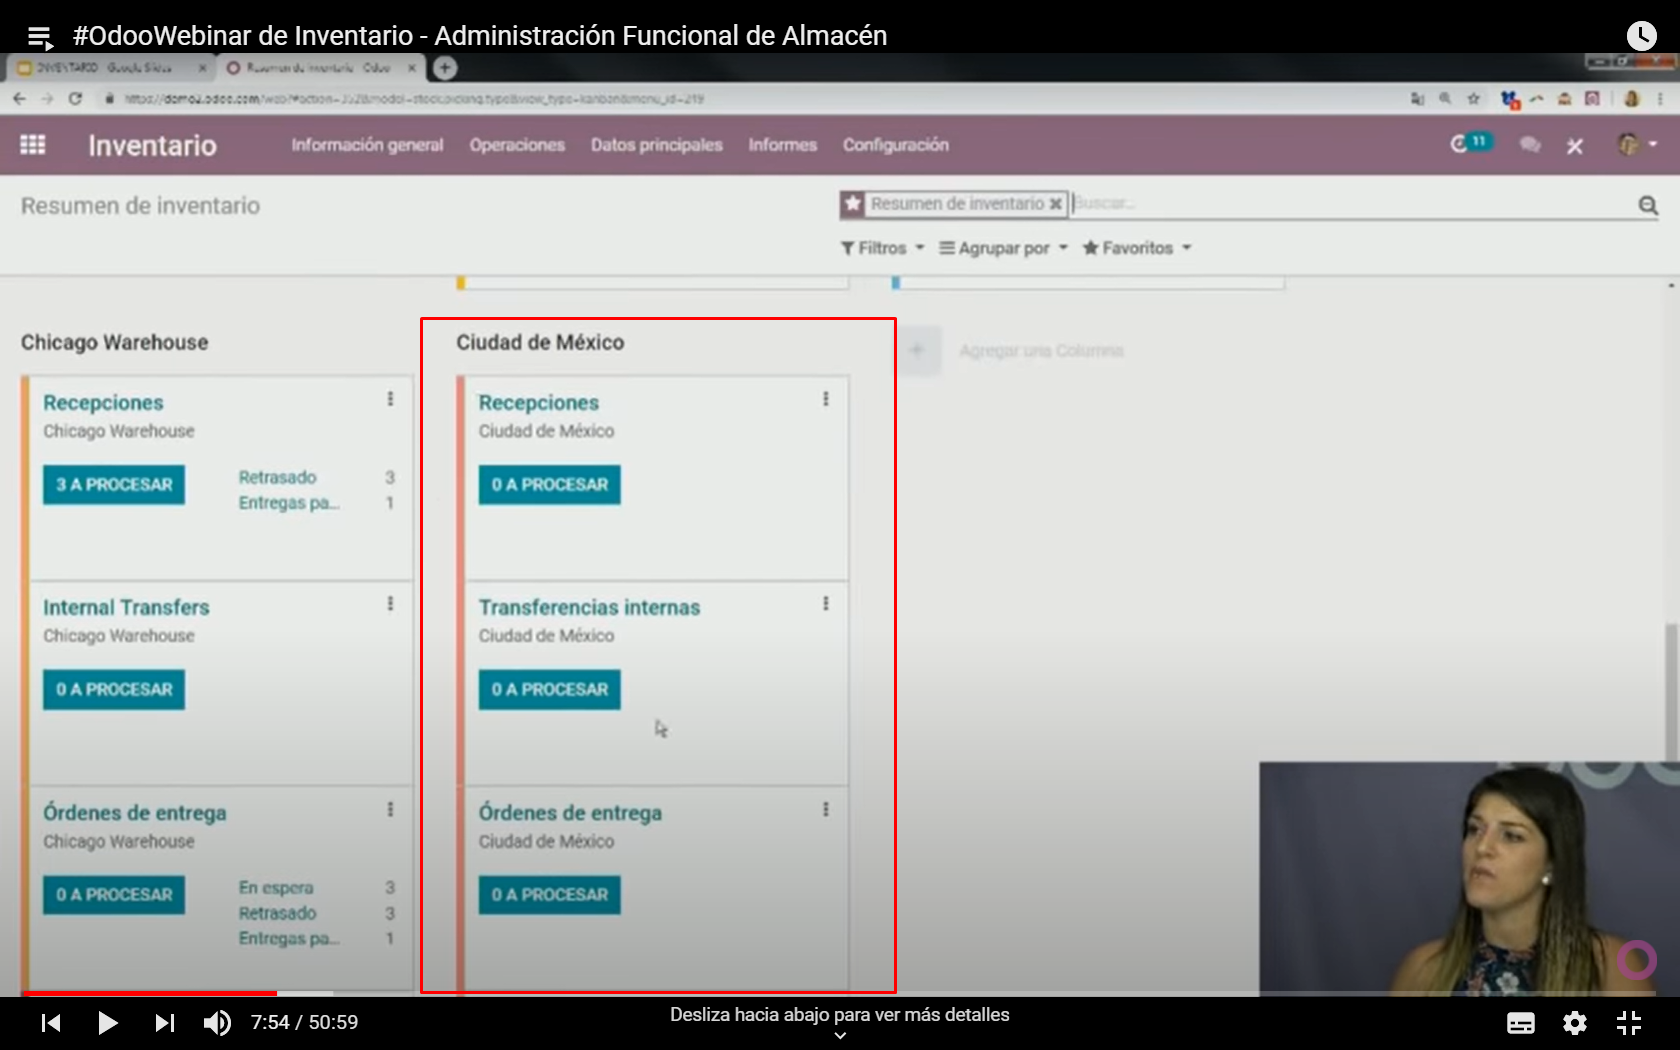 #OdooWebinar de Inventario - Administración Funcional de Almacén
INVENTARIO - Google Slides
Resumen de inventario - Odoo
Inventario
Información general
Operaciones
Datos principales
Informes
Configuración
11
Resumen de inventario
Resumen de inventario
Buscar...
Filtros
Agrupar por
Favoritos
Chicago Warehouse
Ciudad de México
Agregar una Columna
Recepciones
Chicago Warehouse
3 A PROCESAR
Retrasado 3
Entregas pa... 1
Recepciones
Ciudad de México
0 A PROCESAR
Internal Transfers
Chicago Warehouse
0 A PROCESAR
Transferencias internas
Ciudad de México
0 A PROCESAR
Órdenes de entrega
Chicago Warehouse
0 A PROCESAR
En espera 3
Retrasado 3
Entregas pa... 1
Órdenes de entrega
Ciudad de México
0 A PROCESAR
7:54 / 50:59
Desliza hacia abajo para ver más detalles